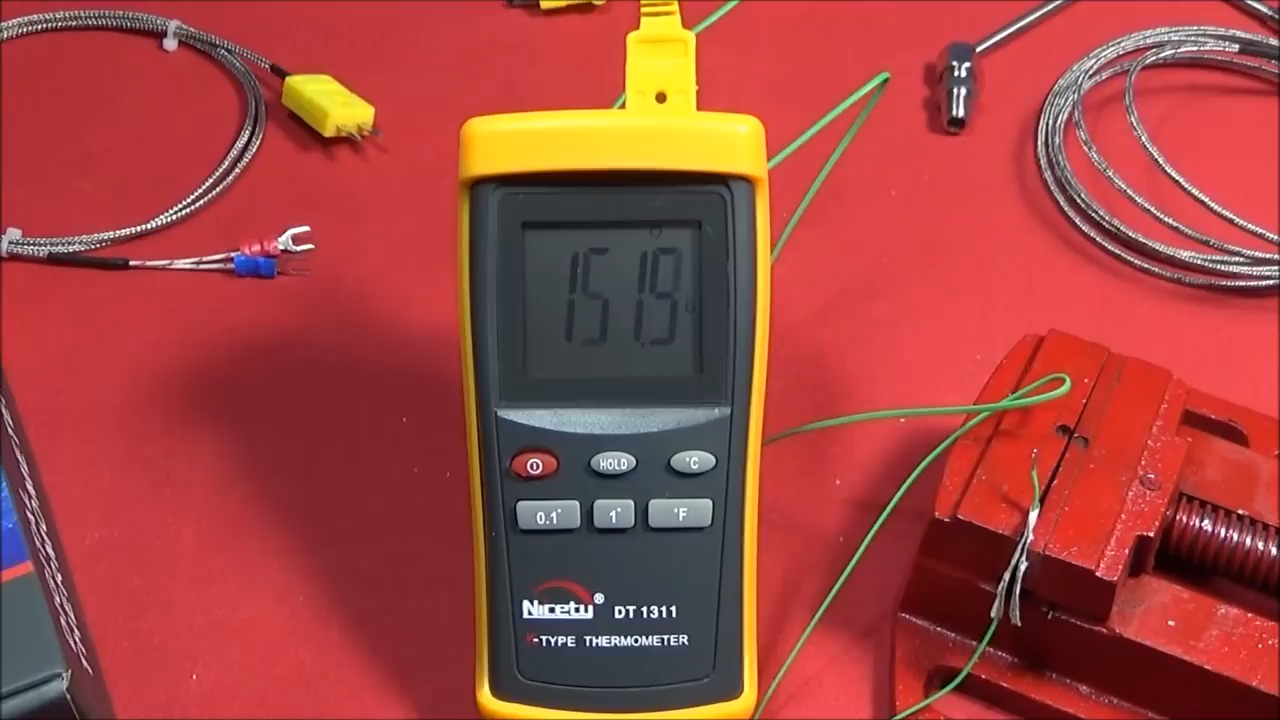 151.9
HOLD
°C
0.1°
1°
°F
Nicety®
DT 1311
K-TYPE THERMOMETER